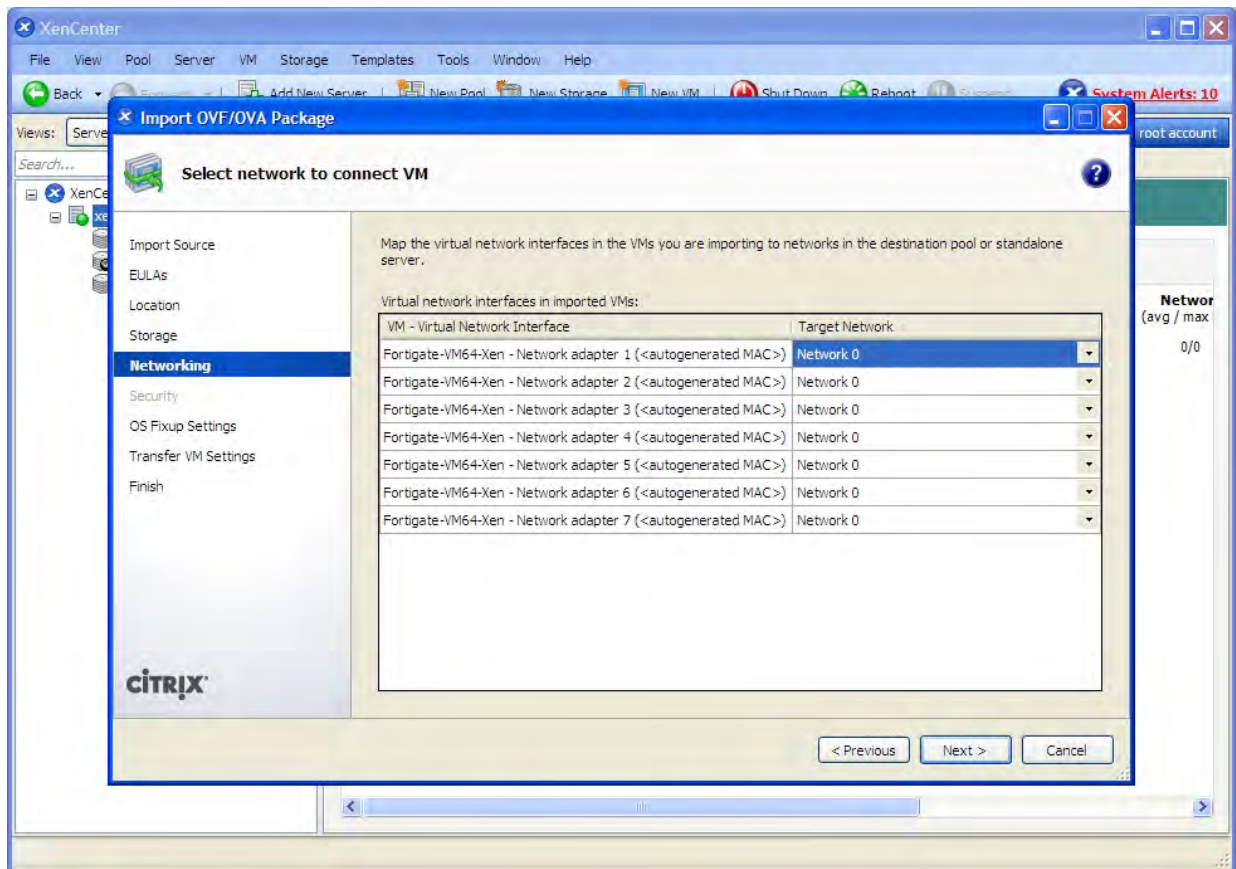 XenCenter
File View Pool Server VM Storage Templates Tools Window Help
Back Add New Server New Pool New Storage New VM Shut Down Reboot System Alerts: 10
Import OVF/OVA Package
Views: Serve
root account
Search...
Select network to connect VM
?
XenCe
xe
Import Source
EULAs
Location
Storage
Networking
Security
OS Fixup Settings
Transfer VM Settings
Finish
CİTRIX
Map the virtual network interfaces in the VMs you are importing to networks in the destination pool or standalone
server.
Virtual network interfaces in imported VMs:
VM - Virtual Network Interface Target Network
Fortigate-VM64-Xen - Network adapter 1 (<autogenerated MAC>) Network 0
Fortigate-VM64-Xen - Network adapter 2 (<autogenerated MAC>) Network 0
Fortigate-VM64-Xen - Network adapter 3 (<autogenerated MAC>) Network 0
Fortigate-VM64-Xen - Network adapter 4 (<autogenerated MAC>) Network 0
Fortigate-VM64-Xen - Network adapter 5 (<autogenerated MAC>) Network 0
Fortigate-VM64-Xen - Network adapter 6 (<autogenerated MAC>) Network 0
Fortigate-VM64-Xen - Network adapter 7 (<autogenerated MAC>) Network 0
Networ
(avg / max
0/0
< Previous Next > Cancel